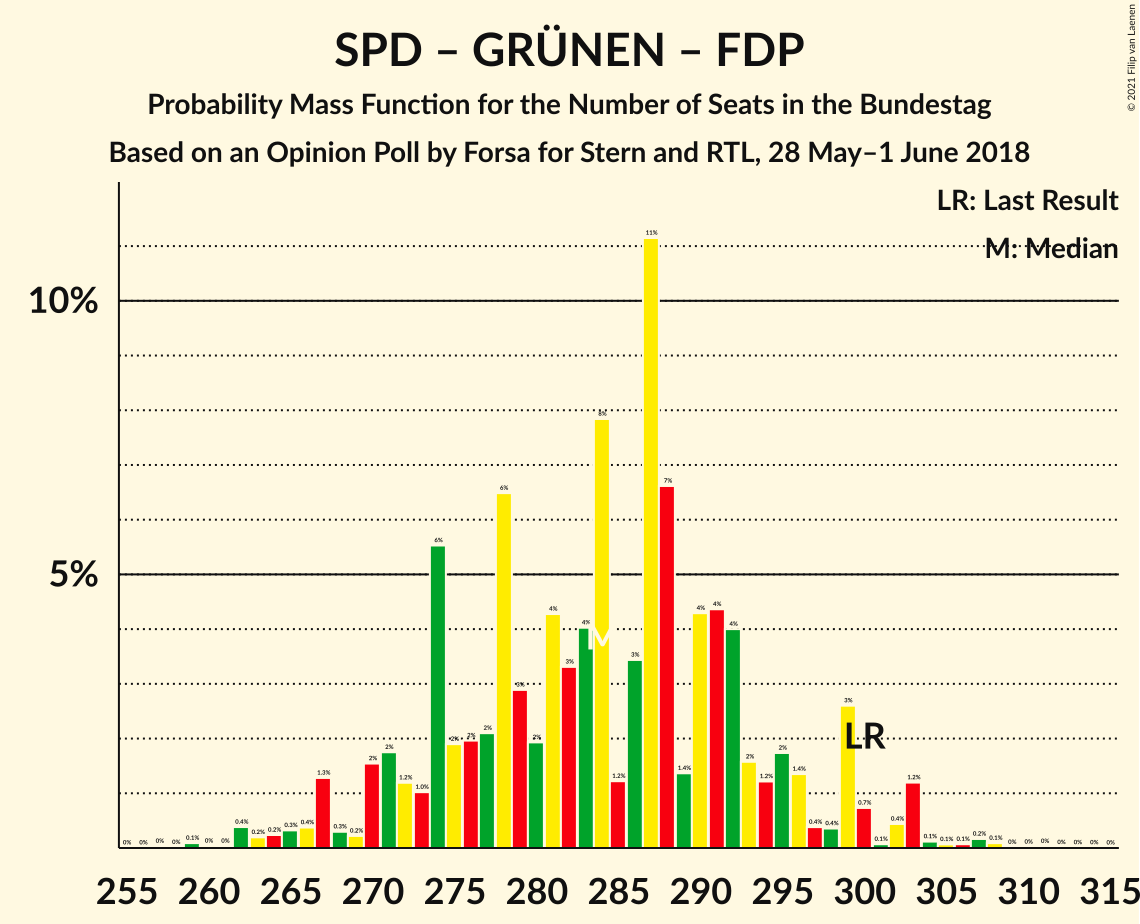 © 2021 Filip van Laenen
SPD – GRÜNEN – FDP
Probability Mass Function for the Number of Seats in the Bundestag
Based on an Opinion Poll by Forsa for Stern and RTL, 28 May–1 June 2018
LR: Last Result
M: Median
10%
5%
0% 0% 0% 0% 0.1% 0% 0% 0.4% 0.2% 0.2% 0.3% 0.4% 1.3% 0.3% 0.2% 2% 2% 1.2% 1.0% 6% 2% 2% 2% 6% 3% 2% 4% 3% 4% 8% 1.2% 3% 11% 7% 1.4% 4% 4% 4% 2% 1.2% 2% 1.4% 0.4% 0.4% 3% 0.7% 0.1% 0.4% 1.2% 0.1% 0.1% 0.1% 0.2% 0.1% 0% 0% 0% 0% 0% 0% 0%
M
LR
255 260 265 270 275 280 285 290 295 300 305 310 315